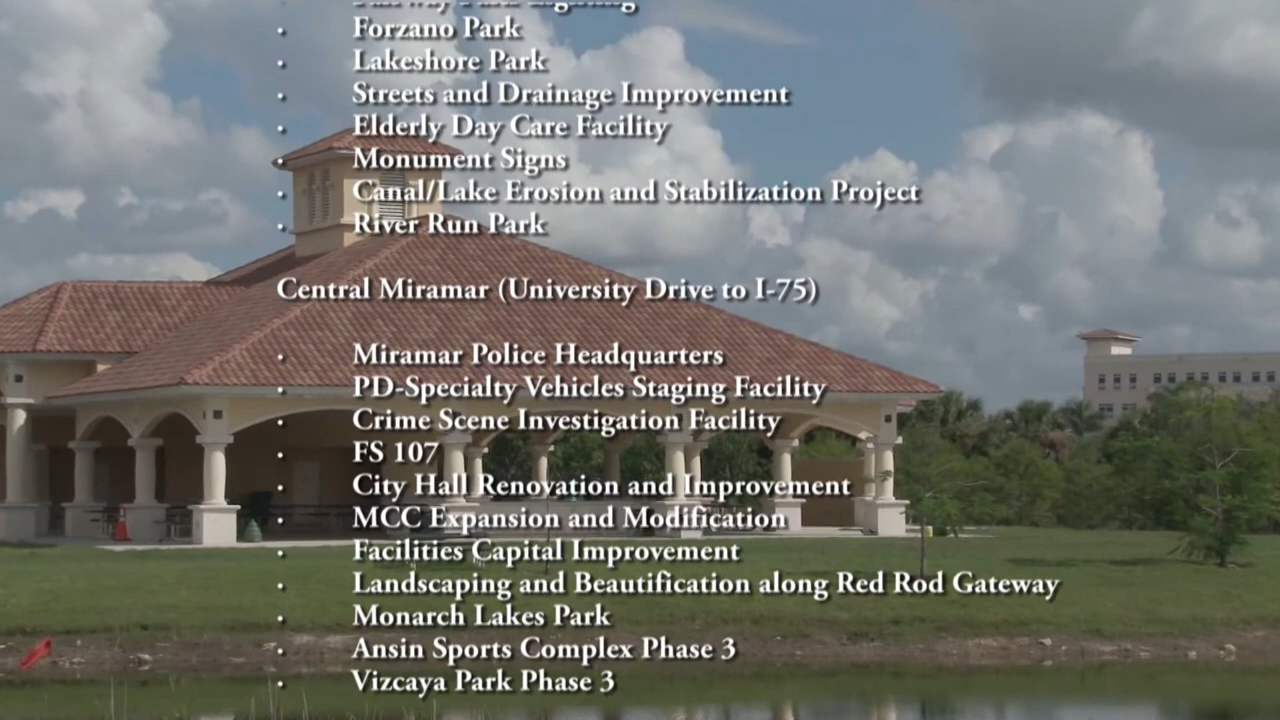 • Forzano Park
• Lakeshore Park
• Streets and Drainage Improvement
• Elderly Day Care Facility
• Monument Signs
• Canal/Lake Erosion and Stabilization Project
• River Run Park
Central Miramar (University Drive to I-75)
• Miramar Police Headquarters
• PD-Specialty Vehicles Staging Facility
• Crime Scene Investigation Facility
• FS 107
• City Hall Renovation and Improvement
• MCC Expansion and Modification
• Facilities Capital Improvement
• Landscaping and Beautification along Red Rod Gateway
• Monarch Lakes Park
• Ansin Sports Complex Phase 3
• Vizcaya Park Phase 3